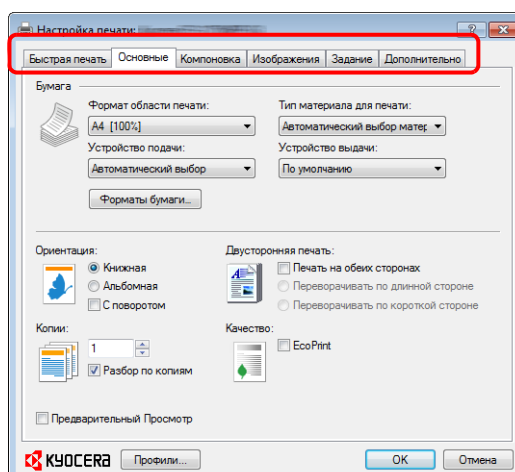 Настройка печати:
Быстрая печать Основные Компоновка Изображения Задание Дополнительно
Бумага
Формат области печати: Тип материала для печати:
A4 [100%] Автоматический выбор матер
Устройство подачи: Устройство выдачи:
Автоматический выбор По умолчанию
Форматы бумаги...
Ориентация: Двусторонняя печать:
Книжная Печать на обеих сторонах
Альбомная Переворачивать по длинной стороне
С поворотом Переворачивать по короткой стороне
Копии: Качество:
1 EcoPrint
Разбор по копиям
Предварительный Просмотр
KYOCERA Профили... OK Отмена